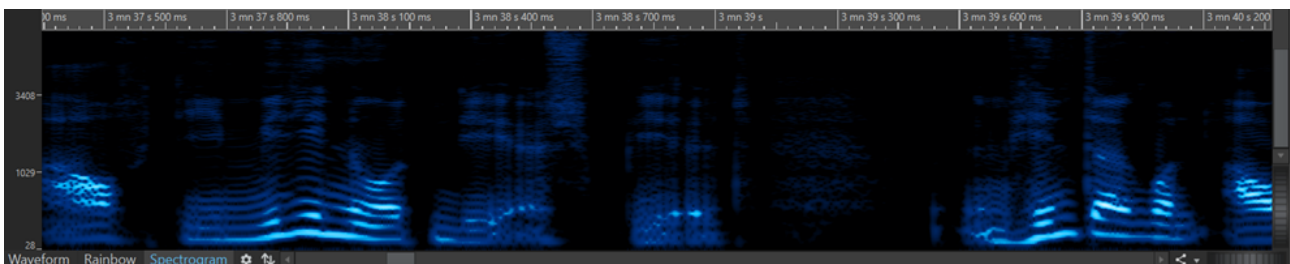 00 ms 3 mn 37 s 500 ms 3 mn 37 s 800 ms 3 mn 38 s 100 ms 3 mn 38 s 400 ms 3 mn 38 s 700 ms 3 mn 39 s 3 mn 39 s 300 ms 3 mn 39 s 600 ms 3 mn 39 s 900 ms 3 mn 40 s 200
3408
1029
28
Waveform Rainbow Spectrogram